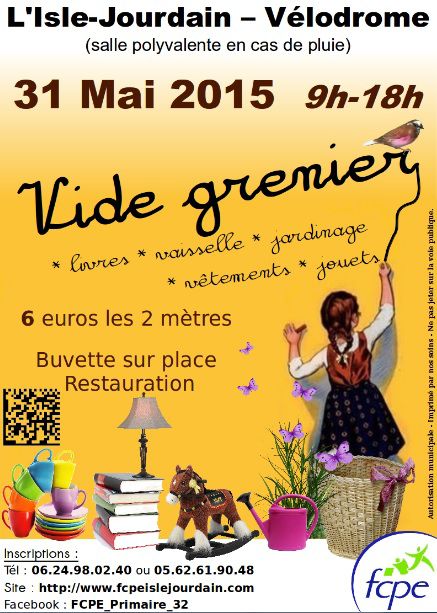 L'Isle-Jourdain – Vélodrome
(salle polyvalente en cas de pluie)
31 Mai 2015 9h-18h
Vide grenier
* livres * vaisselle * jardinage
* vêtements * jouets
6 euros les 2 mètres
Buvette sur place
Restauration
Inscriptions :
Tél : 06.24.98.02.40 ou 05.62.61.90.48
Site : http://www.fcpeislejourdain.com
Facebook : FCPE_Primaire_32
fcpe
Autorisation municipale - Imprimé par nos soins - Ne pas jeter sur la voie publique.